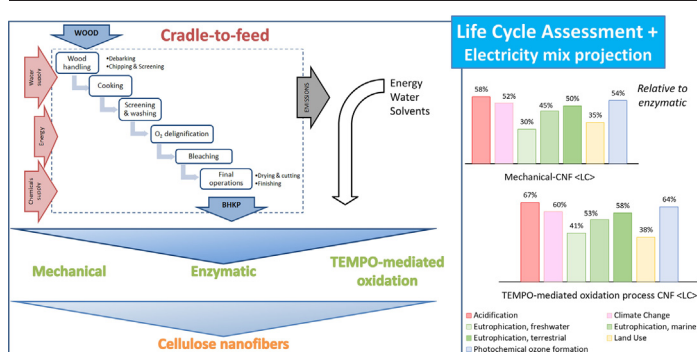 Cradle-to-feed
WOOD
Wood
handling
•Debarking
•Chipping & Screening
Cooking
Screening
& washing
O₂ delignification
Bleaching
Final
operations
•Drying & cutting
•Finishing
BHKP
Water
supply
Energy
Chemicals
supply
EMISSIONS
Energy
Water
Solvents
Mechanical
Enzymatic
TEMPO-mediated
oxidation
Cellulose nanofibers
Life Cycle Assessment +
Electricity mix projection
Relative to
enzymatic
58%
52%
30%
45%
50%
35%
54%
Mechanical-CNF <LC>
67%
60%
41%
53%
58%
38%
64%
TEMPO-mediated oxidation process CNF <LC>
Acidification
Climate Change
Eutrophication, freshwater
Eutrophication, marine
Eutrophication, terrestrial
Land Use
Photochemical ozone formation